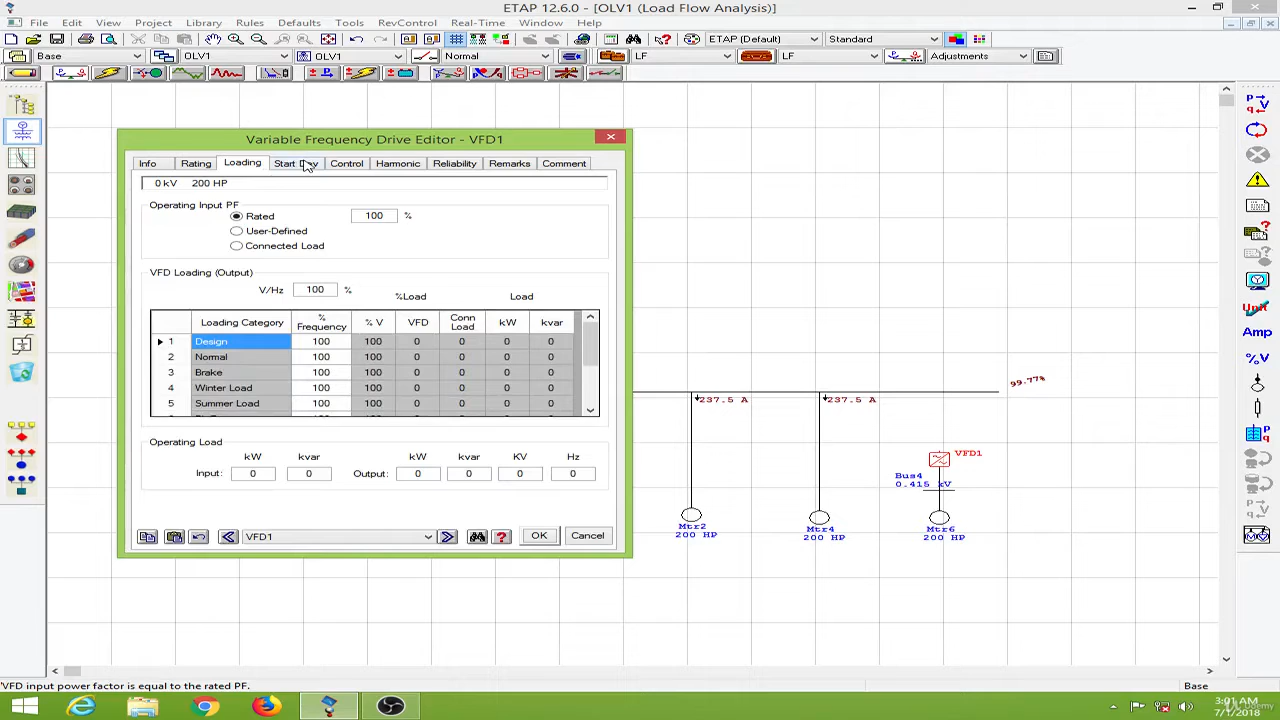 ETAP 12.6.0 - [OLV1 (Load Flow Analysis)]
File Edit View Project Library Rules Defaults Tools RevControl Real-Time Window Help
ETAP (Default) Standard
Base OLV1 OLV1 Normal LF LF Adjustments
Variable Frequency Drive Editor - VFD1
Info Rating Loading Start Dev Control Harmonic Reliability Remarks Comment
0 kV 200 HP
Operating Input PF
Rated 100 %
User-Defined
Connected Load
VFD Loading (Output)
V/Hz 100 %
%Load Load
Loading Category % Frequency % V VFD Conn Load kW kvar
1 Design 100 100 0 0 0 0
2 Normal 100 100 0 0 0 0
3 Brake 100 100 0 0 0 0
4 Winter Load 100 100 0 0 0 0
5 Summer Load 100 100 0 0 0 0
Operating Load
kW kvar kW kvar KV Hz
Input: 0 0 Output: 0 0 0 0
VFD1 OK Cancel
99.77%
237.5 A
237.5 A
VFD1
Bus4
0.415 kV
Mtr2
200 HP
Mtr4
200 HP
Mtr6
200 HP
Amp
%,V
'VFD input power factor is equal to the rated PF.
Base
3:01 AM
7/1/2018
Udemy